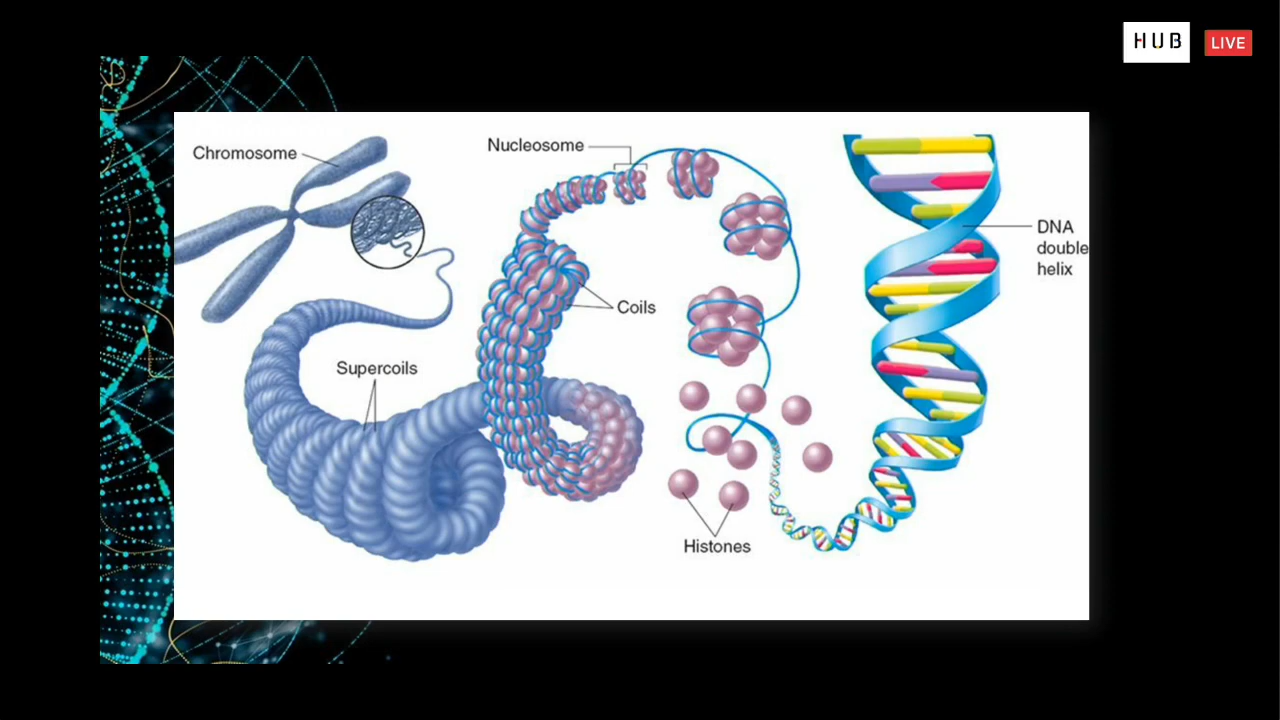 HUB LIVE
Chromosome
Nucleosome
DNA
double
helix
Coils
Supercoils
Histones